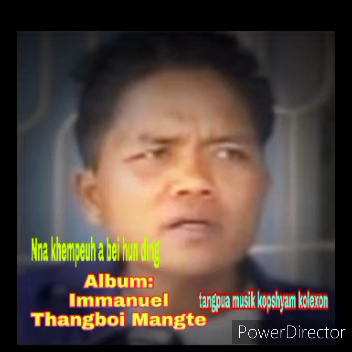 Nna khempeuh a bei hun ding
Album:
Immanuel
Thangboi Mangte
tangpua musik kopshyam kolexon
PowerDirector